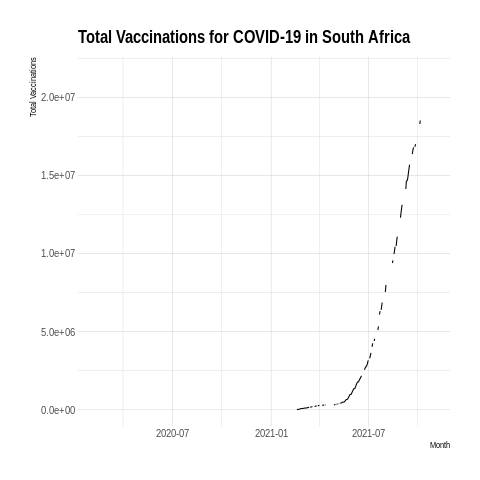 Total Vaccinations for COVID-19 in South Africa
Total Vaccinations
2.0e+07
1.5e+07
1.0e+07
5.0e+06
0.0e+00
2020-07
2021-01
2021-07
Month